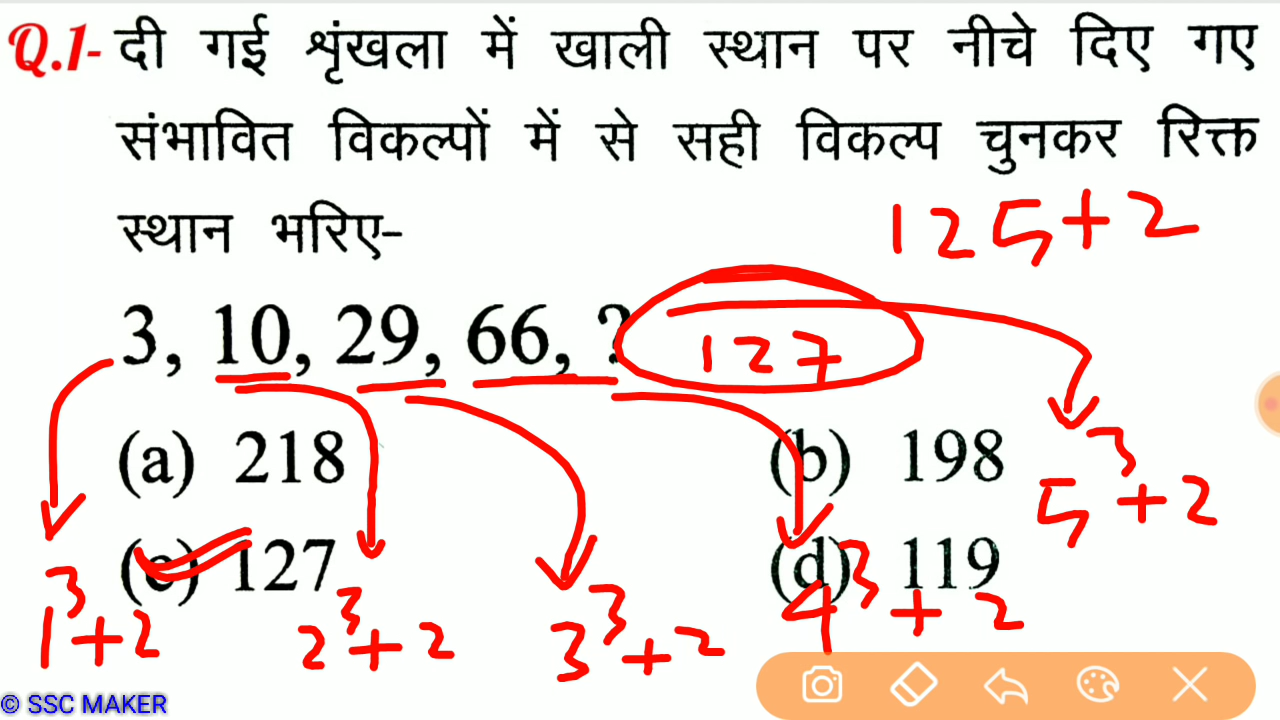 Q.1- दी गई शृंखला में खाली स्थान पर नीचे दिए गए
संभावित विकल्पों में से सही विकल्प चुनकर रिक्त
स्थान भरिए-
125+2
3, 10, 29, 66, ? 127
(a) 218 (b) 198
5³+2
(c) 127 (d) 119
1³+2 2³+2 3³+2 4³+2
© SSC MAKER